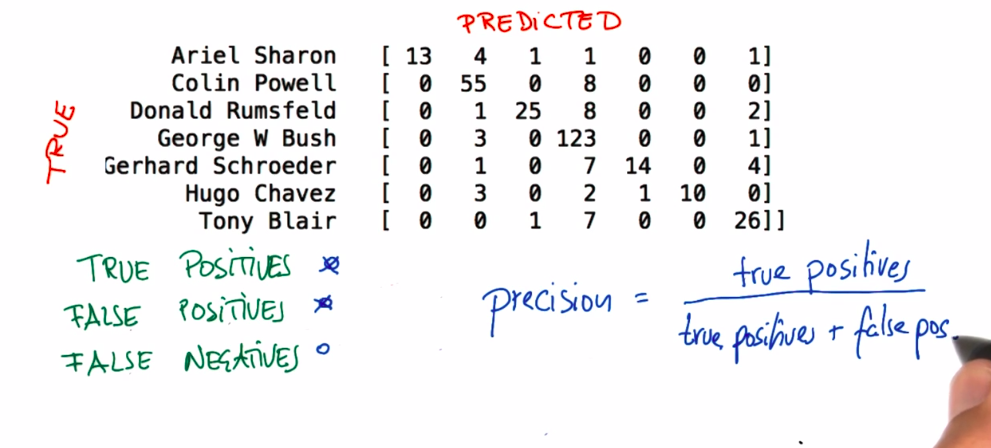 PREDICTED
TRUE
Ariel Sharon [ 13 4 1 1 0 0 1]
Colin Powell [ 0 55 0 8 0 0 0]
Donald Rumsfeld [ 0 1 25 8 0 0 2]
George W Bush [ 0 3 0 123 0 0 1]
Gerhard Schroeder [ 0 1 0 7 14 0 4]
Hugo Chavez [ 0 3 0 2 1 10 0]
Tony Blair [ 0 0 1 7 0 0 26]]
TRUE POSITIVES
FALSE POSITIVES
FALSE NEGATIVES
precision = true positives
true positives + false pos.